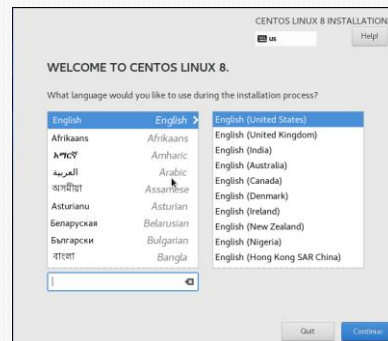 CENTOS LINUX 8 INSTALLATION
us
Help!
WELCOME TO CENTOS LINUX 8.
What language would you like to use during the installation process?
English English
Afrikaans Afrikaans
አማርኛ Amharic
العربية Arabic
অসমীয়া Assamese
Asturianu Asturian
Беларуская Belarusian
Български Bulgarian
বাংলা Bangla
English (United States)
English (United Kingdom)
English (India)
English (Australia)
English (Canada)
English (Denmark)
English (Ireland)
English (New Zealand)
English (Nigeria)
English (Hong Kong SAR China)
Quit
Continue